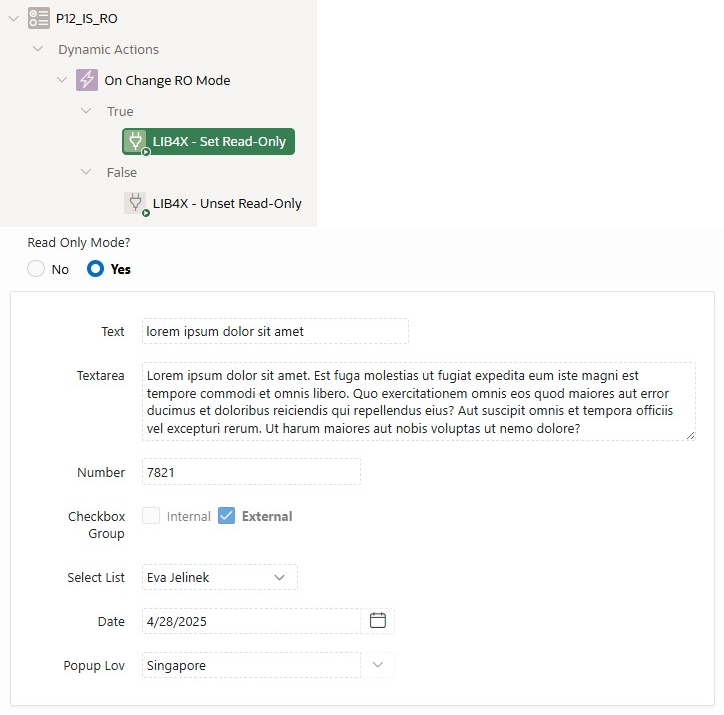 P12_IS_RO
Dynamic Actions
On Change RO Mode
True
LIB4X - Set Read-Only
False
LIB4X - Unset Read-Only
Read Only Mode?
No Yes
Text lorem ipsum dolor sit amet
Textarea Lorem ipsum dolor sit amet. Est fuga molestias ut fugiat expedita eum iste magni est
tempore commodi et omnis libero. Quo exercitationem omnis eos quod maiores aut error
ducimus et doloribus reiciendis qui repellendus eius? Aut suscipit omnis et tempora officiis
vel excepturi rerum. Ut harum maiores aut nobis voluptas ut nemo dolore?
Number 7821
Checkbox Internal External
Group
Select List Eva Jelinek
Date 4/28/2025
Popup Lov Singapore